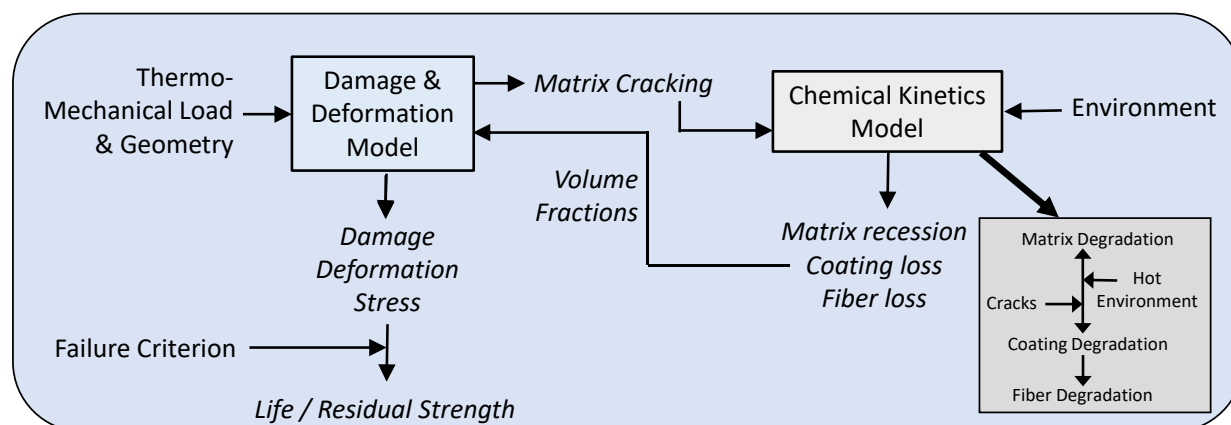 Thermo-
Mechanical Load
& Geometry
Damage &
Deformation
Model
Matrix Cracking
Chemical Kinetics
Model
Environment
Volume
Fractions
Damage
Deformation
Stress
Matrix recession
Coating loss
Fiber loss
Failure Criterion
Life / Residual Strength
Matrix Degradation
Hot
Environment
Cracks
Coating Degradation
Fiber Degradation